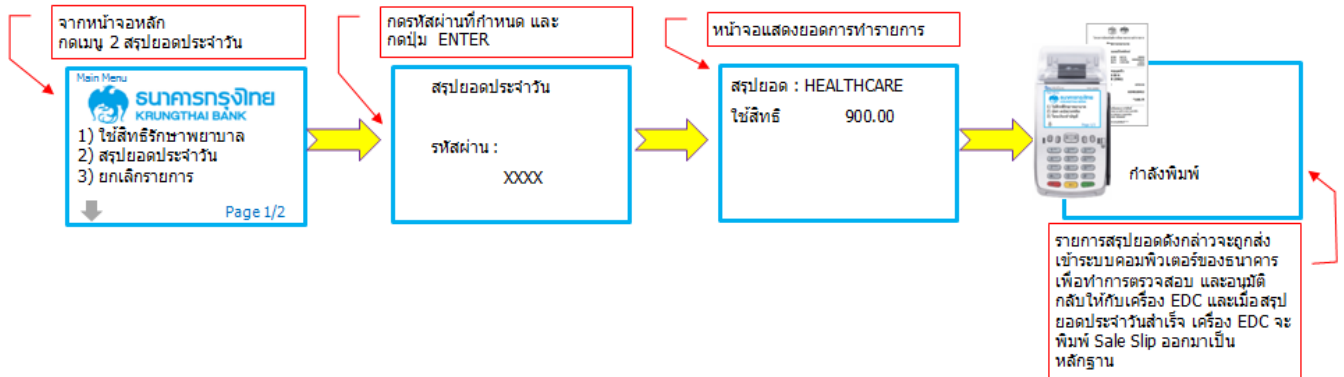 จากหน้าจอหลัก
กดเมนู 2 สรุปยอดประจำวัน
Main Menu
ธนาคารกรุงไทย
KRUNGTHAI BANK
1) ใช้สิทธิรักษาพยาบาล
2) สรุปยอดประจำวัน
3) ยกเลิกรายการ
Page 1/2
กดรหัสผ่านที่กำหนด และ
กดปุ่ม ENTER
สรุปยอดประจำวัน
รหัสผ่าน :
XXXX
หน้าจอแสดงยอดการทำรายการ
สรุปยอด : HEALTHCARE
ใช้สิทธิ 900.00
กำลังพิมพ์
รายการสรุปยอดดังกล่าวจะถูกส่ง
เข้าระบบคอมพิวเตอร์ของธนาคาร
เพื่อทำการตรวจสอบ และอนุมัติ
กลับให้กับเครื่อง EDC และเมื่อสรุป
ยอดประจำวันสำเร็จ เครื่อง EDC จะ
พิมพ์ Sale Slip ออกมาเป็น
หลักฐาน